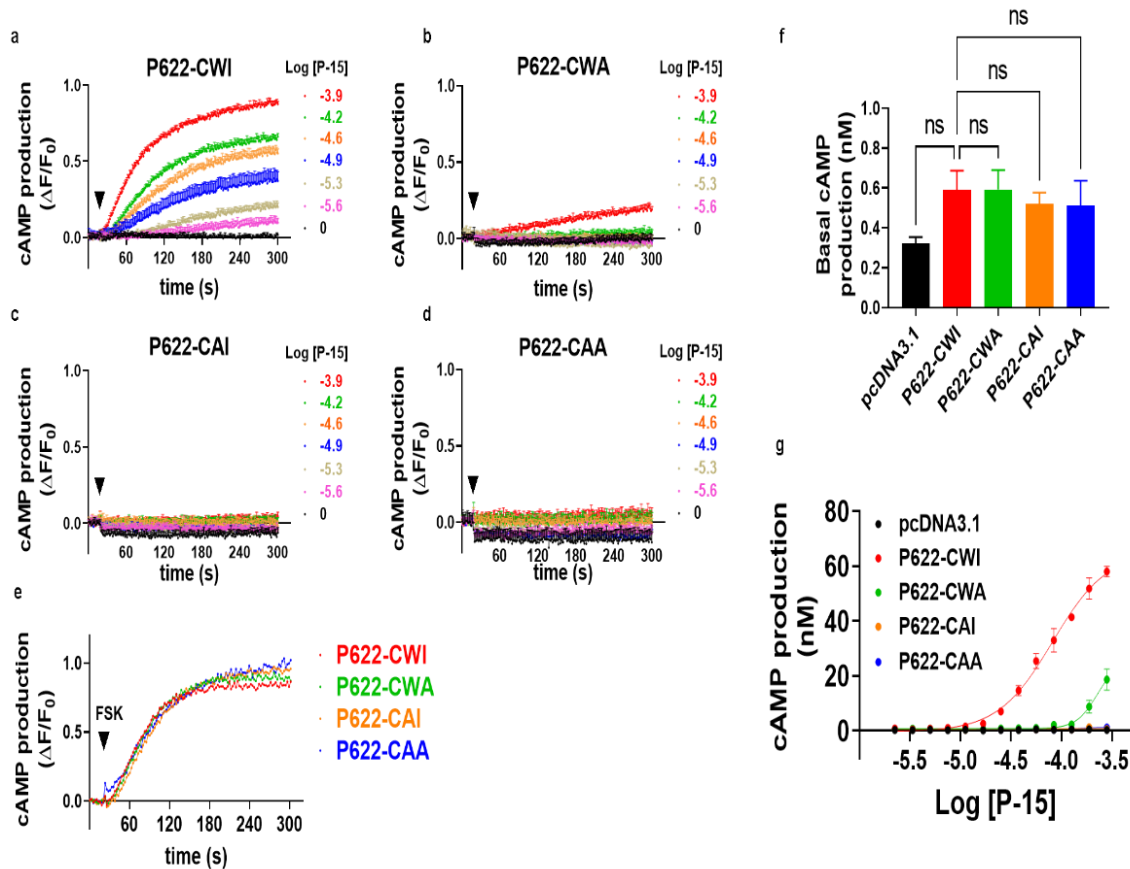 a
P622-CWI
Log [P-15]
cAMP production
(ΔF/F0)
1.0
0.5
0.0
60 120 180 240 300
time (s)
-3.9
-4.2
-4.6
-4.9
-5.3
-5.6
0
b
P622-CWA
Log [P-15]
cAMP production
(ΔF/F0)
1.0
0.5
0.0
60 120 180 240 300
time (s)
-3.9
-4.2
-4.6
-4.9
-5.3
-5.6
0
c
P622-CAI
Log [P-15]
cAMP production
(ΔF/F0)
1.0
0.5
0.0
60 120 180 240 300
time (s)
-3.9
-4.2
-4.6
-4.9
-5.3
-5.6
0
d
P622-CAA
Log [P-15]
cAMP production
(ΔF/F0)
1.0
0.5
0.0
60 120 180 240 300
time (s)
-3.9
-4.2
-4.6
-4.9
-5.3
-5.6
0
e
cAMP production
(ΔF/F0)
1.0
0.5
0.0
FSK
60 120 180 240 300
time (s)
P622-CWI
P622-CWA
P622-CAI
P622-CAA
f
ns
ns
ns ns
Basal cAMP
production (nM)
1.0
0.8
0.6
0.4
0.2
0.0
pcDNA3.1
P622-CWI
P622-CWA
P622-CAI
P622-CAA
g
cAMP production
(nM)
80
60
40
20
0
pcDNA3.1
P622-CWI
P622-CWA
P622-CAI
P622-CAA
-5.5 -5.0 -4.5 -4.0 -3.5
Log [P-15]